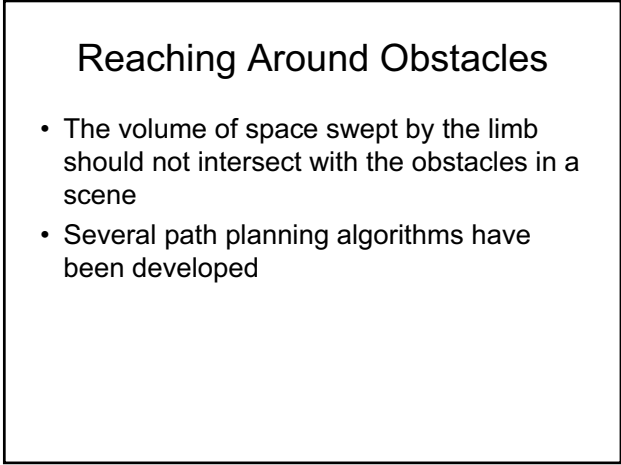 Reaching Around Obstacles
• The volume of space swept by the limb
should not intersect with the obstacles in a
scene
• Several path planning algorithms have
been developed